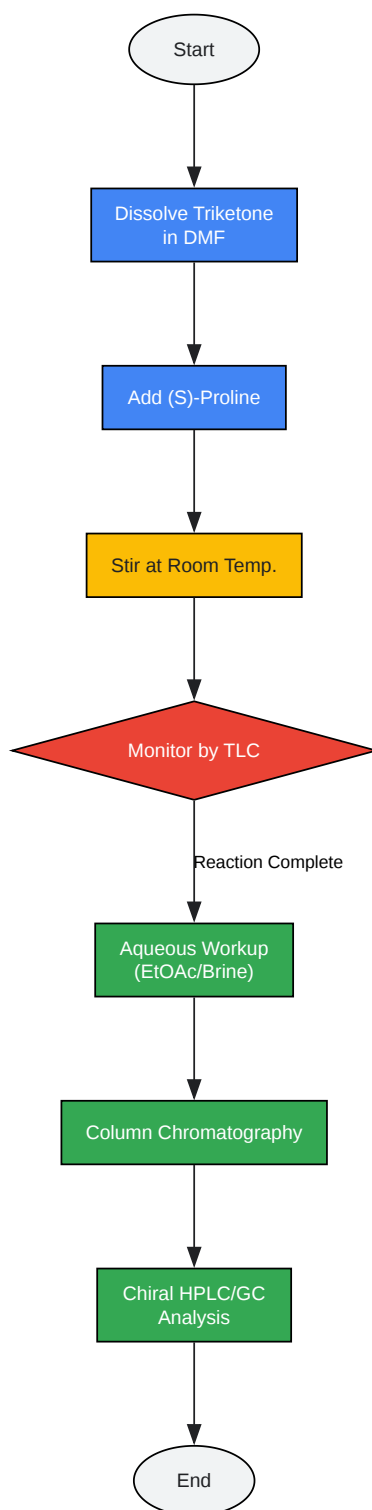 Start
Dissolve Triketone
in DMF
Add (S)-Proline
Stir at Room Temp.
Monitor by TLC
Reaction Complete
Aqueous Workup
(EtOAc/Brine)
Column Chromatography
Chiral HPLC/GC
Analysis
End